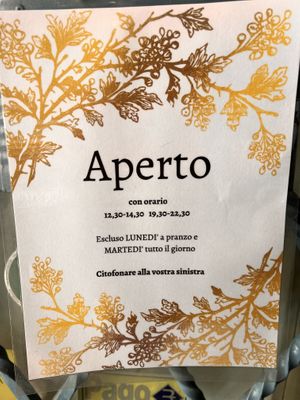 Aperto
con orario
12,30-14,30 19,30-22,30
Escluso LUNEDI' a pranzo e
MARTEDI' tutto il giorno
Citofonare alla vostra sinistra
Pago